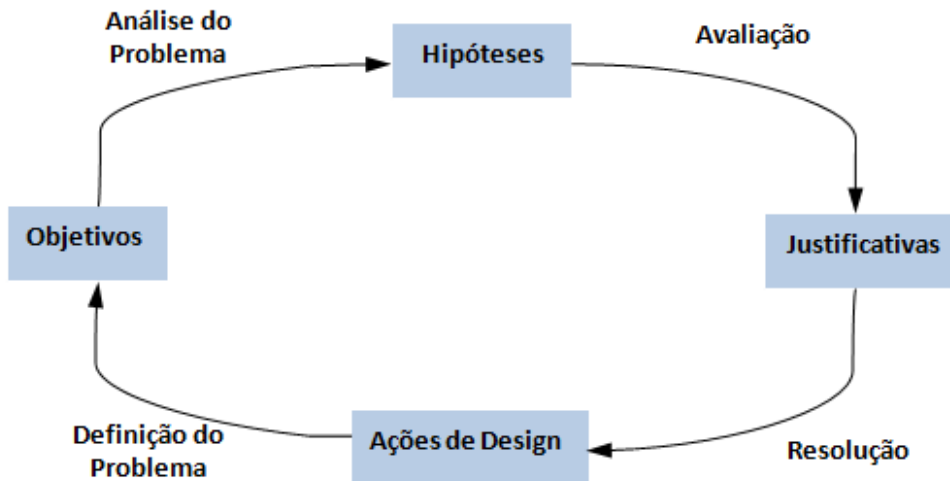 Análise do
Problema
Hipóteses
Avaliação
Objetivos
Justificativas
Definição do
Problema
Ações de Design
Resolução